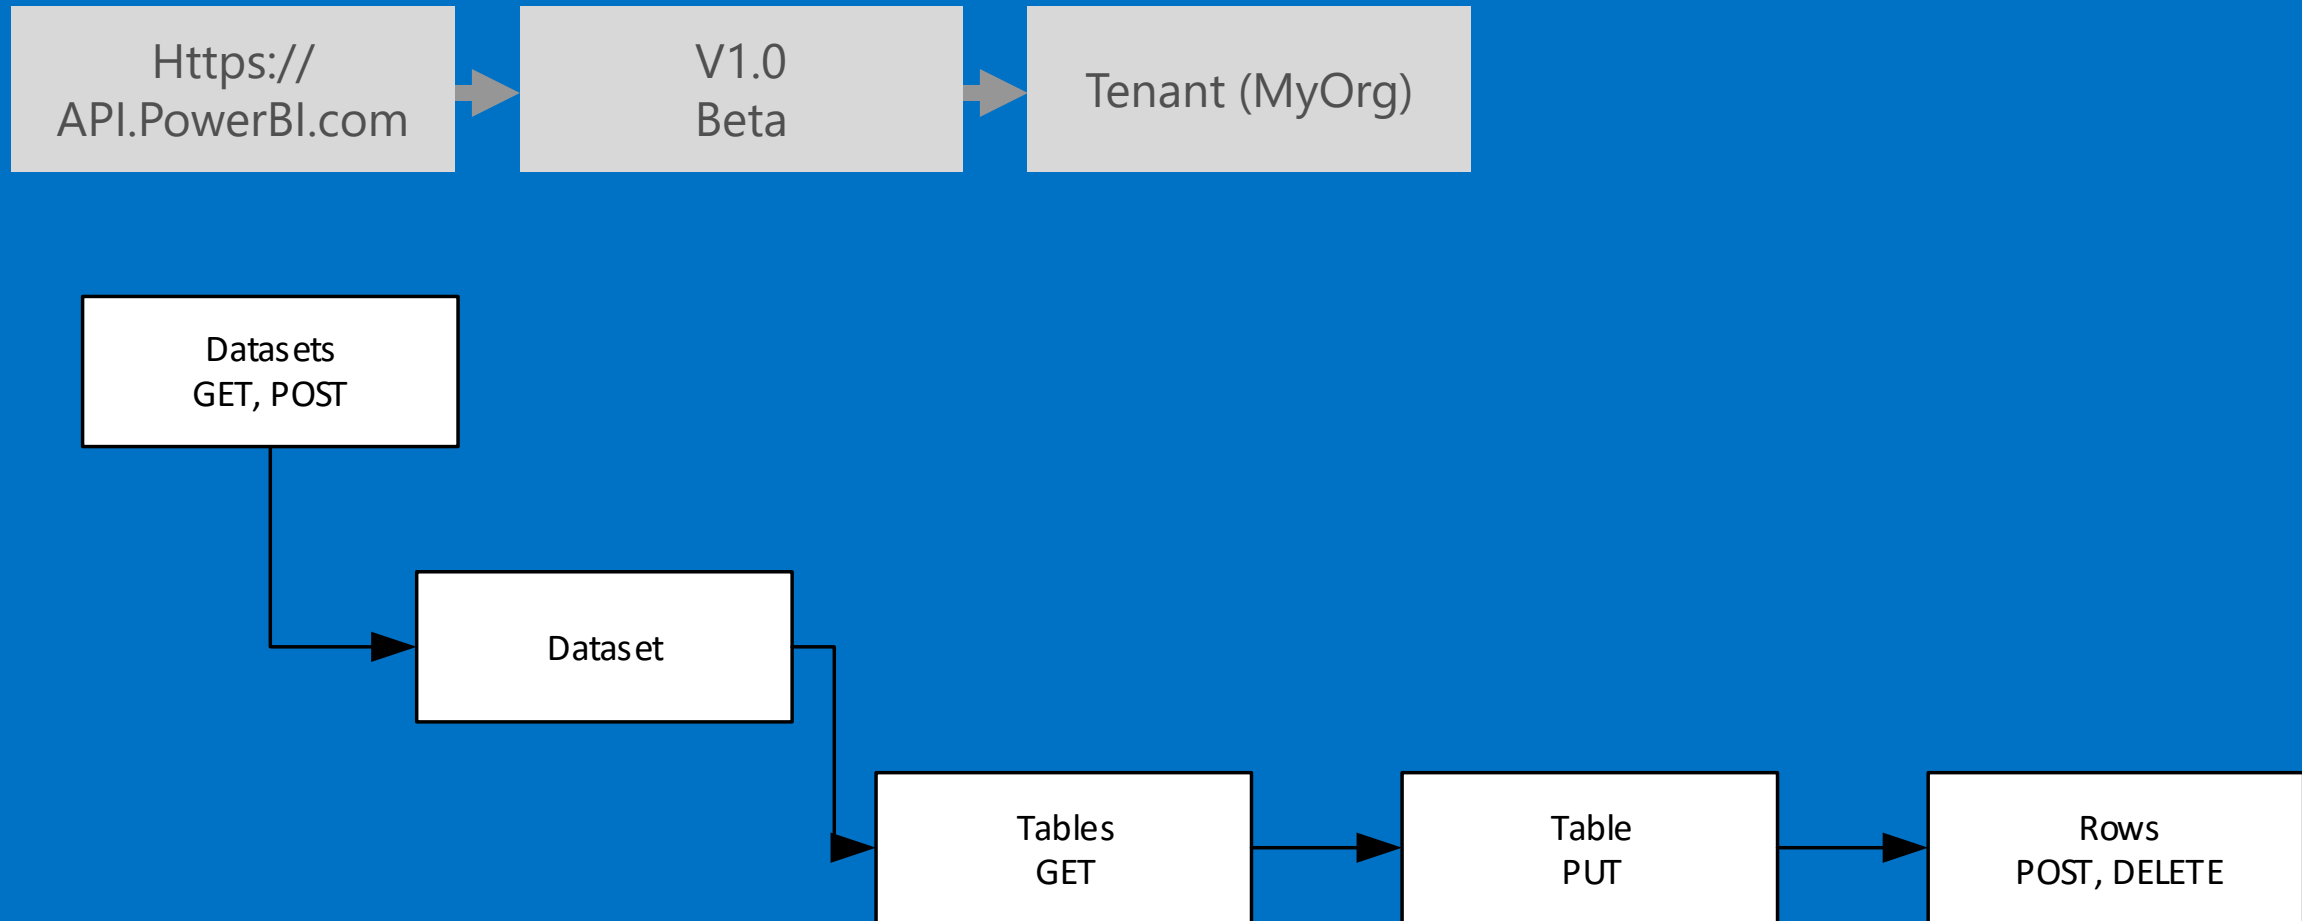 Https://
API.PowerBI.com
V1.0
Beta
Tenant (MyOrg)
Datasets
GET, POST
Dataset
Tables
GET
Table
PUT
Rows
POST, DELETE